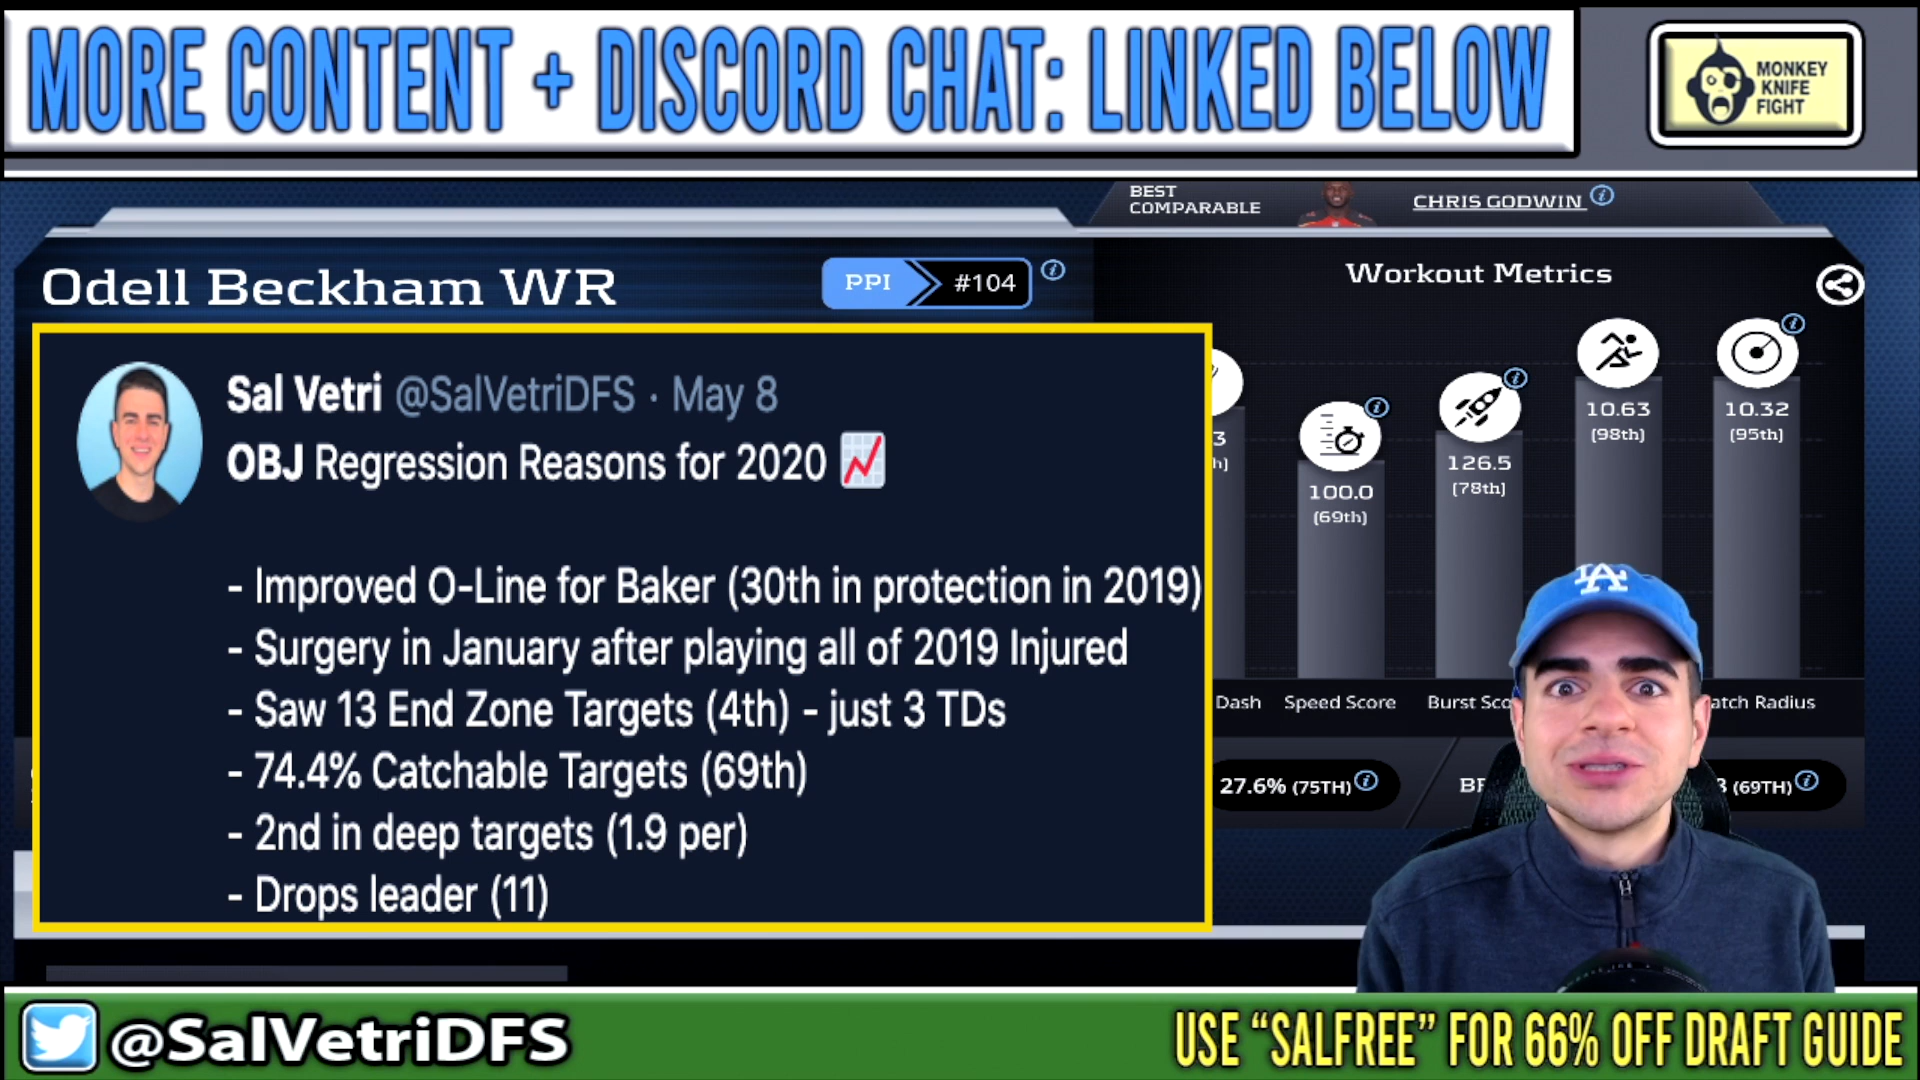 MORE CONTENT + DISCORD CHAT: LINKED BELOW
MONKEY
KNIFE
FIGHT
BEST
COMPARABLE
CHRIS GODWIN
Odell Beckham WR
PPI
#104
Workout Metrics
Sal Vetri @SalVetriDFS · May 8
OBJ Regression Reasons for 2020
- Improved O-Line for Baker (30th in protection in 2019)
- Surgery in January after playing all of 2019 Injured
- Saw 13 End Zone Targets (4th) - just 3 TDs
- 74.4% Catchable Targets (69th)
- 2nd in deep targets (1.9 per)
- Drops leader (11)
100.0
(69th)
126.5
(78th)
10.63
(98th)
10.32
(95th)
Dash
Speed Score
Burst Sco
atch Radius
27.6% (75TH)
(69TH)
LA
@SalVetriDFS
USE “SALFREE” FOR 66% OFF DRAFT GUIDE